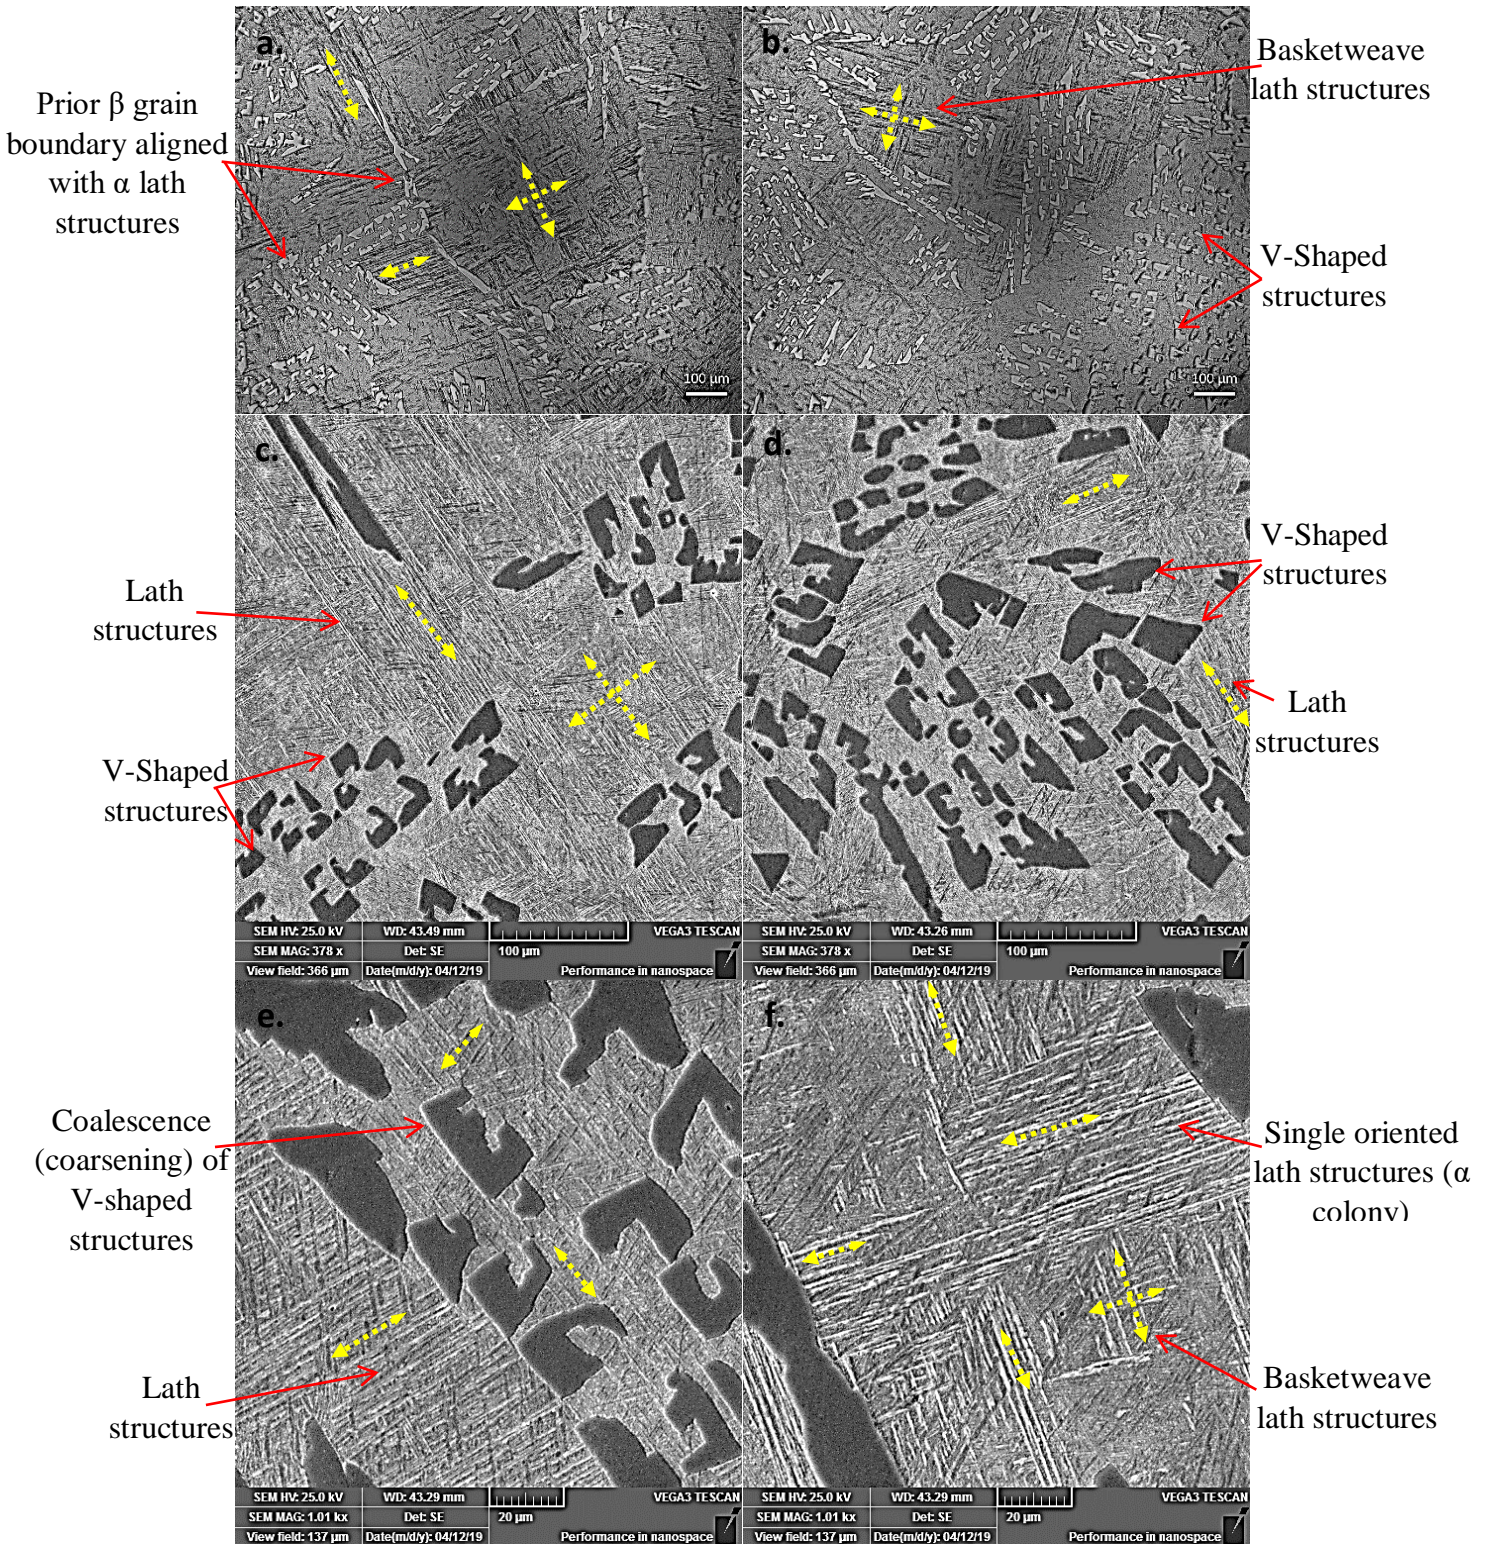 a.
b.
Prior β grain
boundary aligned
with α lath
structures
Basketweave
lath structures
V-Shaped
structures
100 µm
100 µm
c.
d.
Lath
structures
V-Shaped
structures
V-Shaped
structures
Lath
structures
SEM HV: 25.0 kV
WD: 43.49 mm
VEGA3 TESCAN
SEM MAG: 378 x
Det: SE
100 µm
View field: 366 µm
Date(m/d/y): 04/12/19
Performance in nanospace
SEM HV: 25.0 kV
WD: 43.26 mm
VEGA3 TESCAN
SEM MAG: 378 x
Det: SE
100 µm
View field: 366 µm
Date(m/d/y): 04/12/19
Performance in nanospace
e.
f.
Coalescence
(coarsening) of
V-shaped
structures
Lath
structures
Single oriented
lath structures (α
colony)
Basketweave
lath structures
SEM HV: 25.0 kV
WD: 43.29 mm
VEGA3 TESCAN
SEM MAG: 1.01 kx
Det: SE
20 µm
View field: 137 µm
Date(m/d/y): 04/12/19
Performance in nanospace
SEM HV: 25.0 kV
WD: 43.29 mm
VEGA3 TESCAN
SEM MAG: 1.01 kx
Det: SE
20 µm
View field: 137 µm
Date(m/d/y): 04/12/19
Performance in nanospace